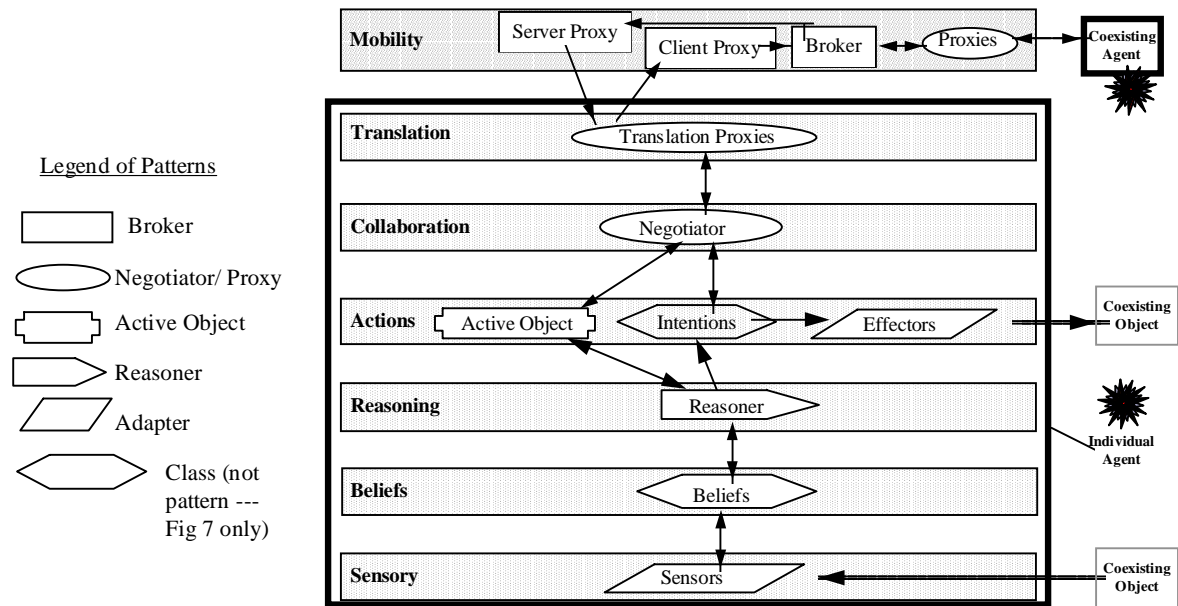 Mobility
Server Proxy
Client Proxy
Broker
Proxies
Coexisting
Agent
Translation
Translation Proxies
Legend of Patterns
Broker
Negotiator/ Proxy
Active Object
Reasoner
Adapter
Class (not
pattern ---
Fig 7 only)
Collaboration
Negotiator
Actions
Active Object
Intentions
Effectors
Coexisting
Object
Reasoning
Reasoner
Individual
Agent
Beliefs
Beliefs
Sensory
Sensors
Coexisting
Object